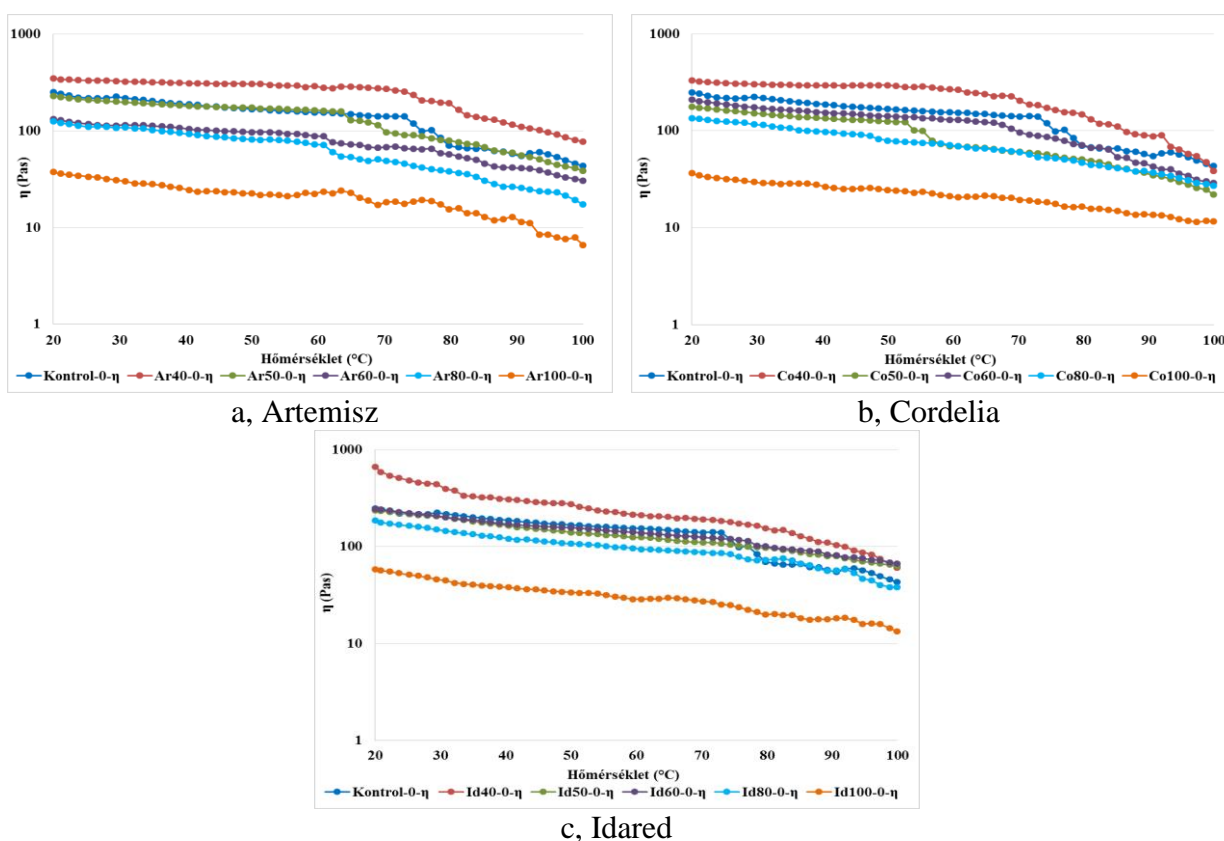 1000
100
10
1
η (Pas)
20 30 40 50 60 70 80 90 100
Hőmérséklet (°C)
Kontrol-0-η Ar40-0-η Ar50-0-η Ar60-0-η Ar80-0-η Ar100-0-η
a, Artemisz
1000
100
10
1
η (Pas)
20 30 40 50 60 70 80 90 100
Hőmérséklet (°C)
Kontrol-0-η Co40-0-η Co50-0-η Co60-0-η Co80-0-η Co100-0-η
b, Cordelia
1000
100
10
1
η (Pas)
20 30 40 50 60 70 80 90 100
Hőmérséklet (°C)
Kontrol-0-η Id40-0-η Id50-0-η Id60-0-η Id80-0-η Id100-0-η
c, Idared